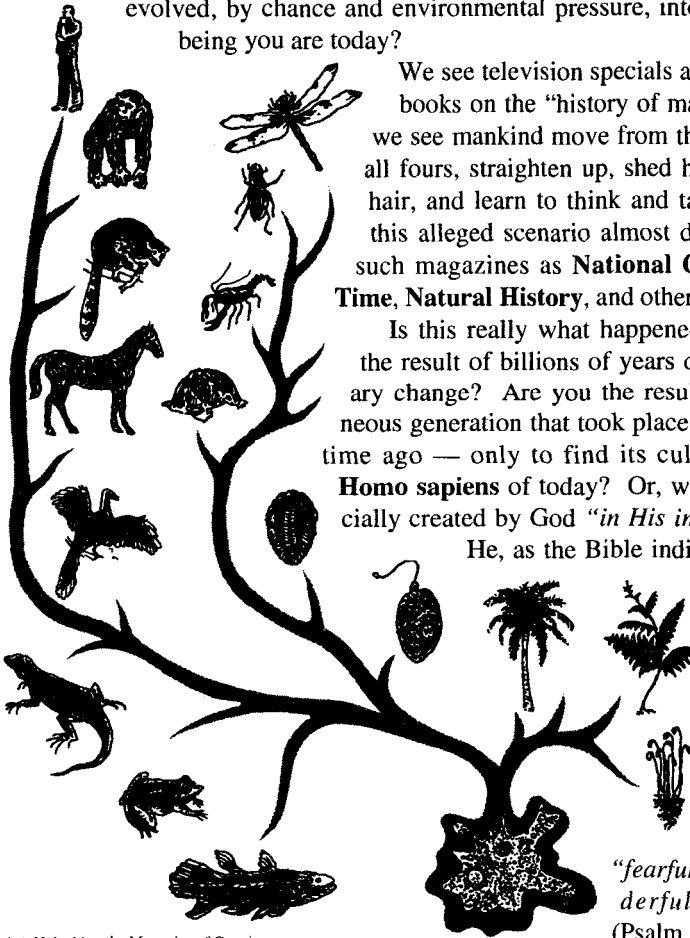 evolved, by chance and environmental pressure, into
being you are today?
We see television specials a
books on the “history of ma
we see mankind move from th
all fours, straighten up, shed h
hair, and learn to think and ta
this alleged scenario almost d
such magazines as National G
Time, Natural History, and other
Is this really what happene
the result of billions of years o
ary change? Are you the resu
neous generation that took place
time ago — only to find its cul
Homo sapiens of today? Or, w
cially created by God “in His im
He, as the Bible indi
“fearful
derful
(Psalm